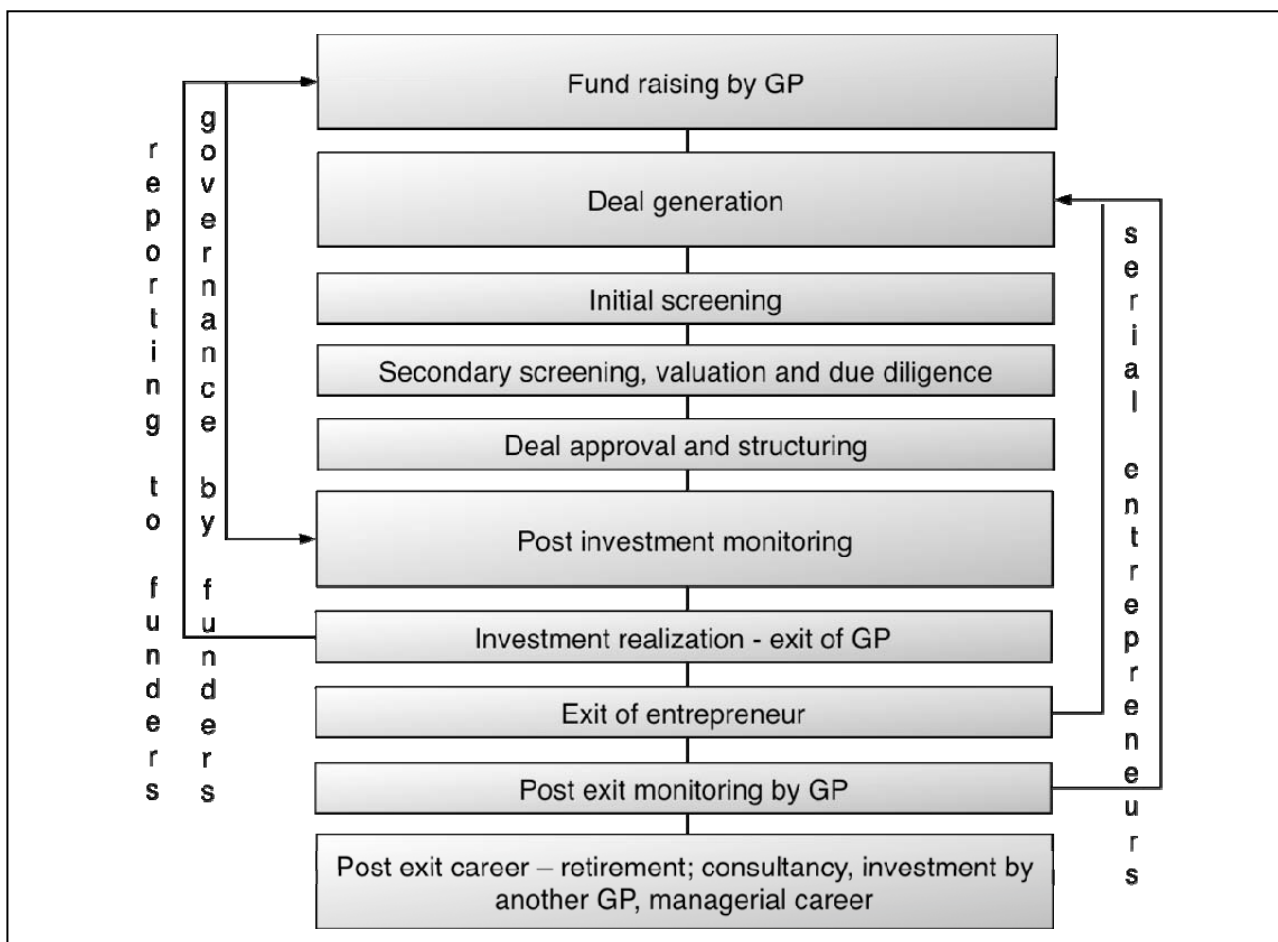 Fund raising by GP
Deal generation
Initial screening
Secondary screening, valuation and due diligence
Deal approval and structuring
Post investment monitoring
Investment realization - exit of GP
Exit of entrepreneur
Post exit monitoring by GP
Post exit career – retirement; consultancy, investment by
another GP, managerial career
reporting to funders
governance by funders
serial entrepreneurs